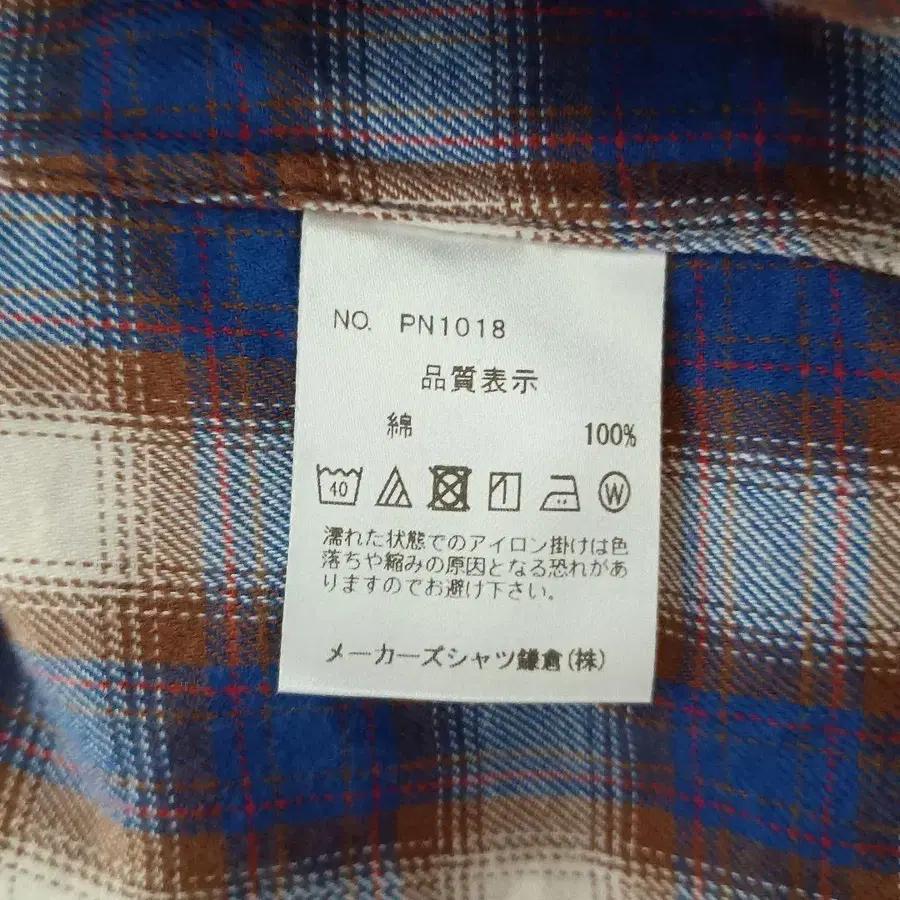 NO. PN1018
品質表示
綿 100%
40 W
濡れた状態でのアイロン掛けは色
落ちや縮みの原因となる恐れがあ
りますのでお避け下さい。
メーカーズシャツ鎌倉(株)